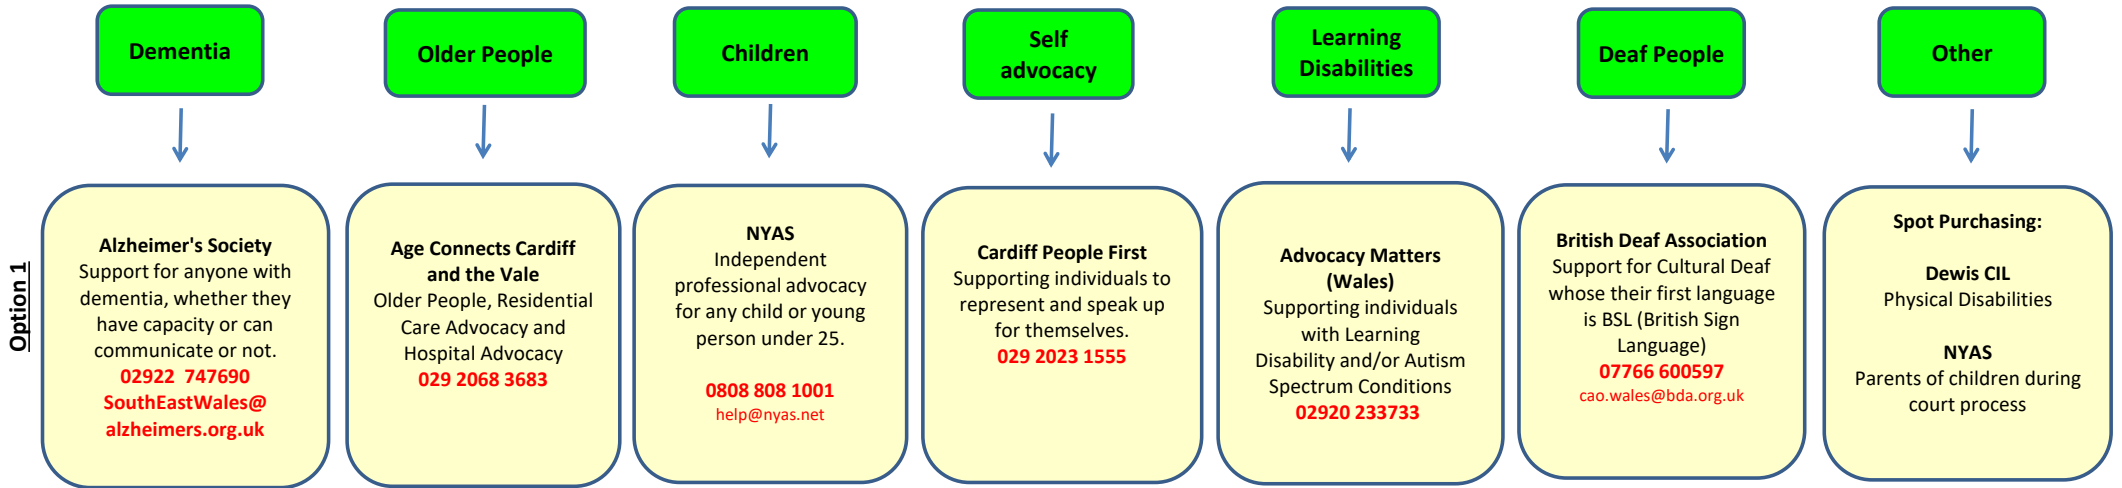 Dementia
Older People
Children
Self
advocacy
Learning
Disabilities
Deaf People
Other
Option 1
Alzheimer's Society
Support for anyone with
dementia, whether they
have capacity or can
communicate or not.
02922  747690
SouthEastWales@
alzheimers.org.uk
Age Connects Cardiff
and the Vale
Older People, Residential
Care Advocacy and
Hospital Advocacy
029 2068 3683
NYAS
Independent
professional advocacy
for any child or young
person under 25.
0808 808 1001
help@nyas.net
Cardiff People First
Supporting individuals to
represent and speak up
for themselves.
029 2023 1555
Advocacy Matters
(Wales)
Supporting individuals
with Learning
Disability and/or Autism
Spectrum Conditions
02920 233733
British Deaf Association
Support for Cultural Deaf
whose their first language
is BSL (British Sign
Language)
07766 600597
cao.wales@bda.org.uk
Spot Purchasing:
Dewis CIL
Physical Disabilities
NYAS
Parents of children during
court process